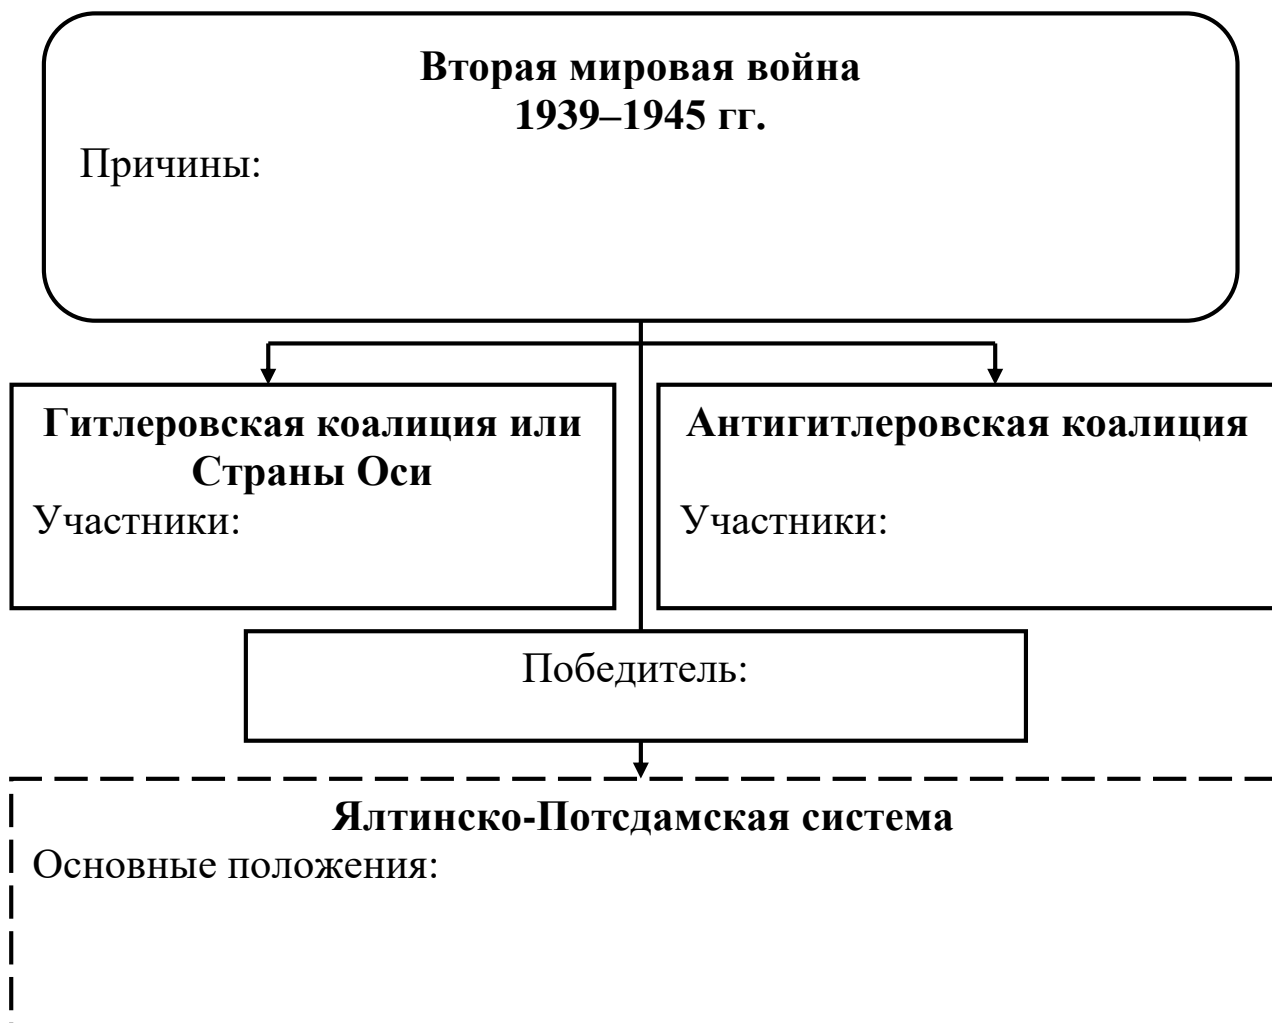 Вторая мировая война
1939–1945 гг.
Причины:
Гитлеровская коалиция или
Страны Оси
Участники:
Антигитлеровская коалиция
Участники:
Победитель:
Ялтинско-Потсдамская система
Основные положения: